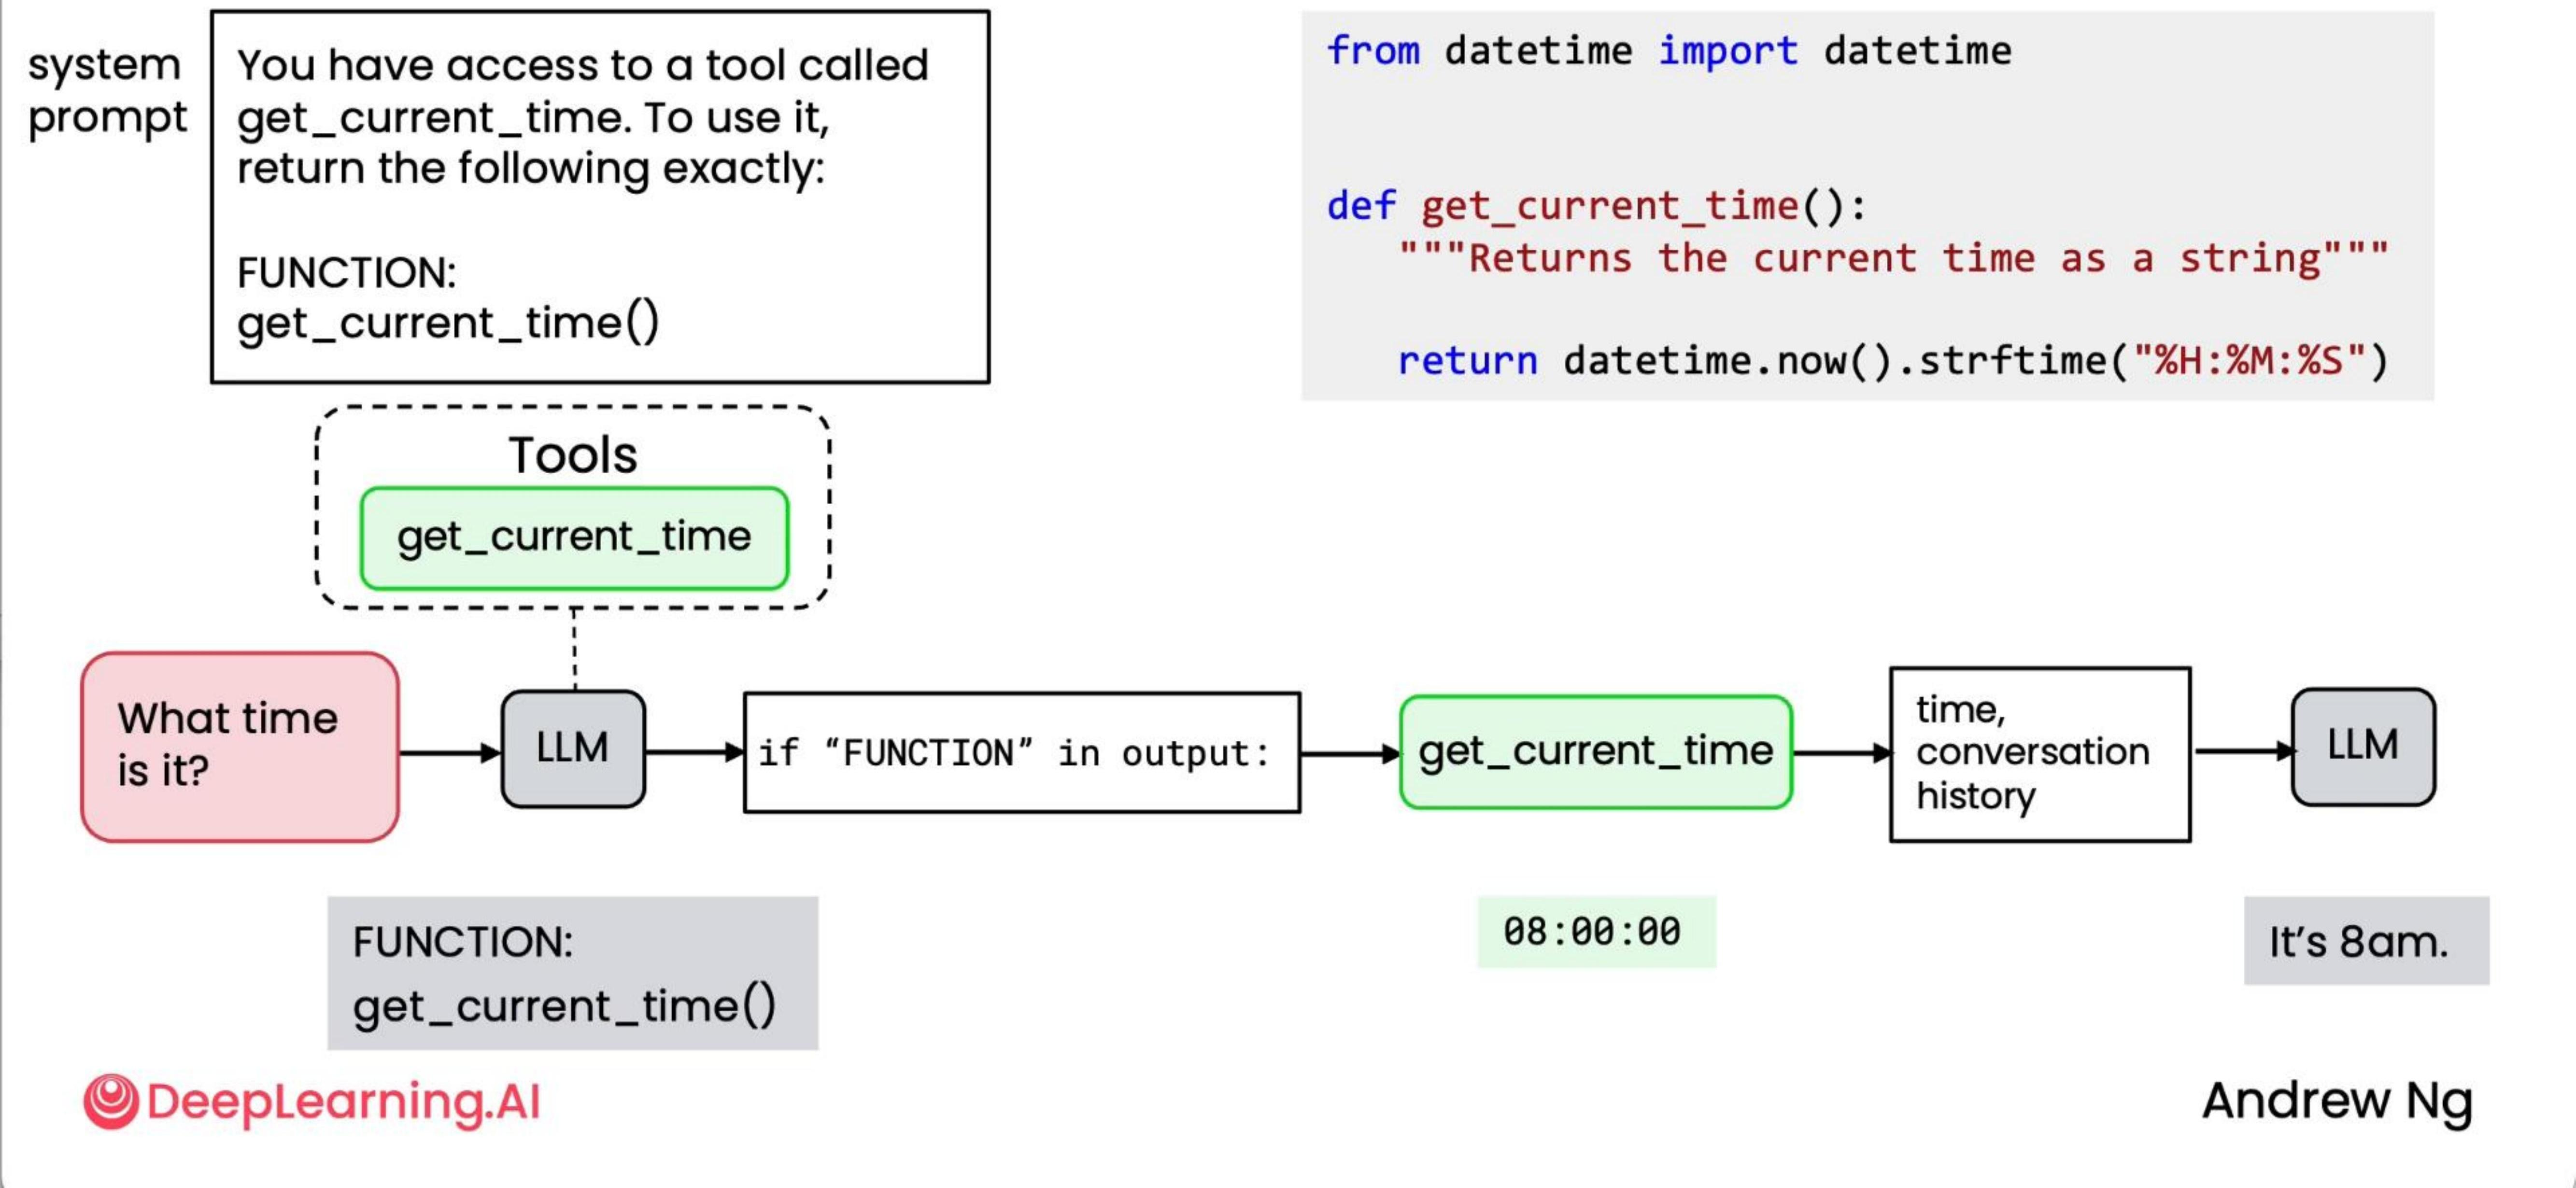 system
prompt
You have access to a tool called
get_current_time. To use it,
return the following exactly:
FUNCTION:
get_current_time()
from datetime import datetime
def get_current_time():
"""Returns the current time as a string"""
return datetime.now().strftime("%H:%M:%S")
Tools
get_current_time
What time
is it?
LLM
if “FUNCTION” in output:
get_current_time
time,
conversation
history
LLM
FUNCTION:
get_current_time()
08:00:00
It’s 8am.
DeepLearning.AI
Andrew Ng